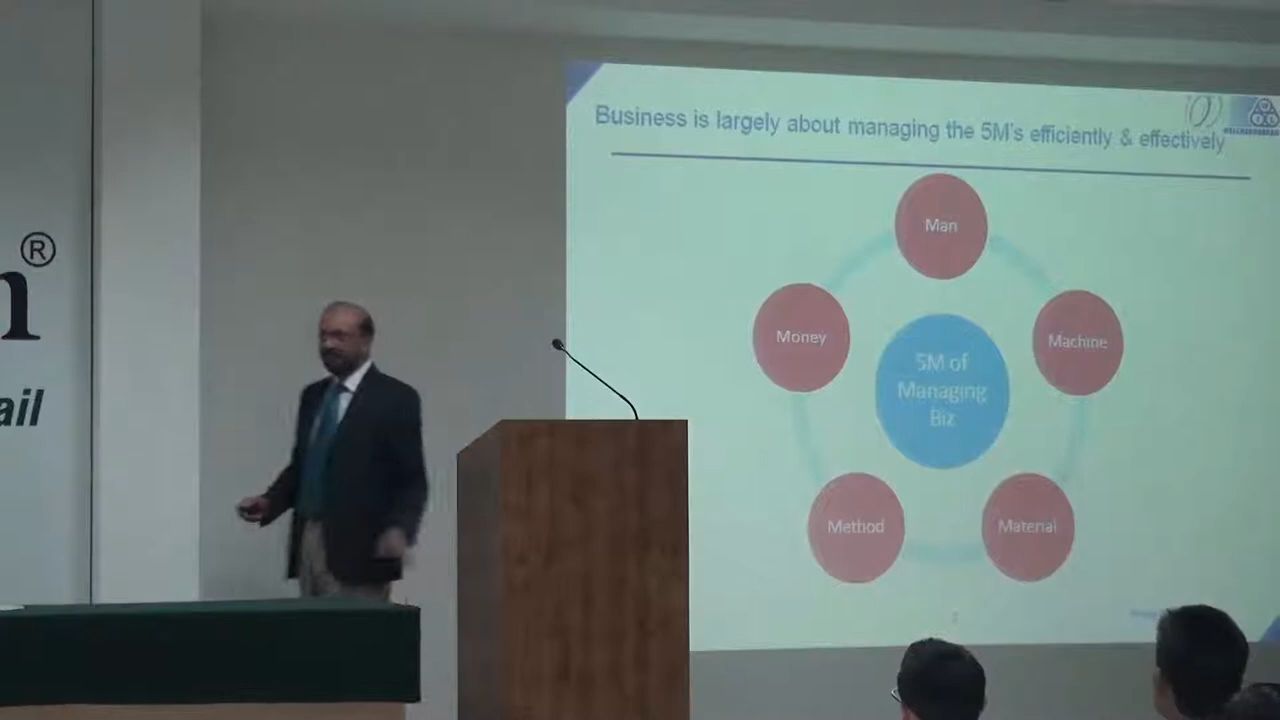 ®
n
ail
Business is largely about managing the 5M's efficiently & effectively
Man
Money
Machine
5M of
Managing
Biz
Method
Material